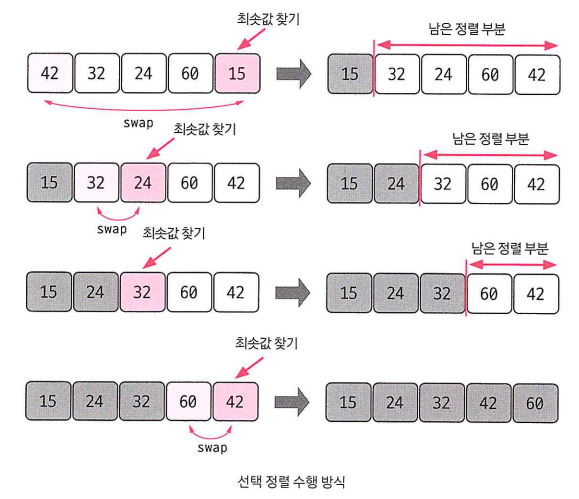 최솟값 찾기
남은 정렬 부분
42 32 24 60 15
15 32 24 60 42
swap
최솟값 찾기
남은 정렬 부분
15 32 24 60 42
15 24 32 60 42
swap
최솟값 찾기
남은 정렬 부분
15 24 32 60 42
15 24 32 60 42
최솟값 찾기
15 24 32 60 42
15 24 32 42 60
swap
선택 정렬 수행 방식